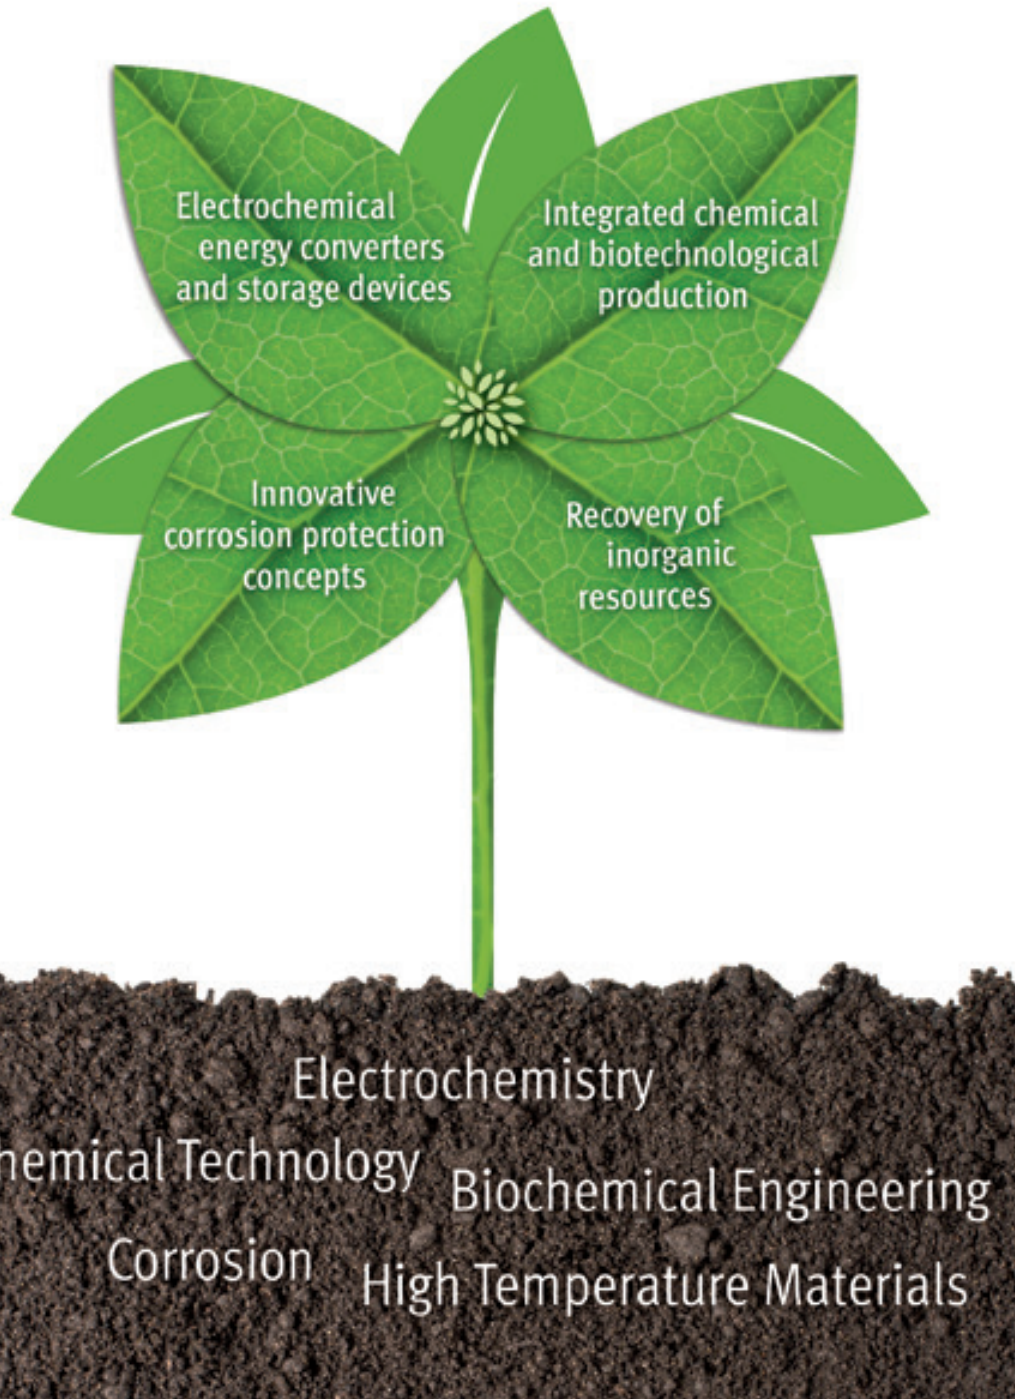 Electrochemical
energy converters
and storage devices
Integrated chemical
and biotechnological
production
Innovative
corrosion protection
concepts
Recovery of
inorganic
resources
Electrochemistry
hemical Technology
Biochemical Engineering
Corrosion
High Temperature Materials